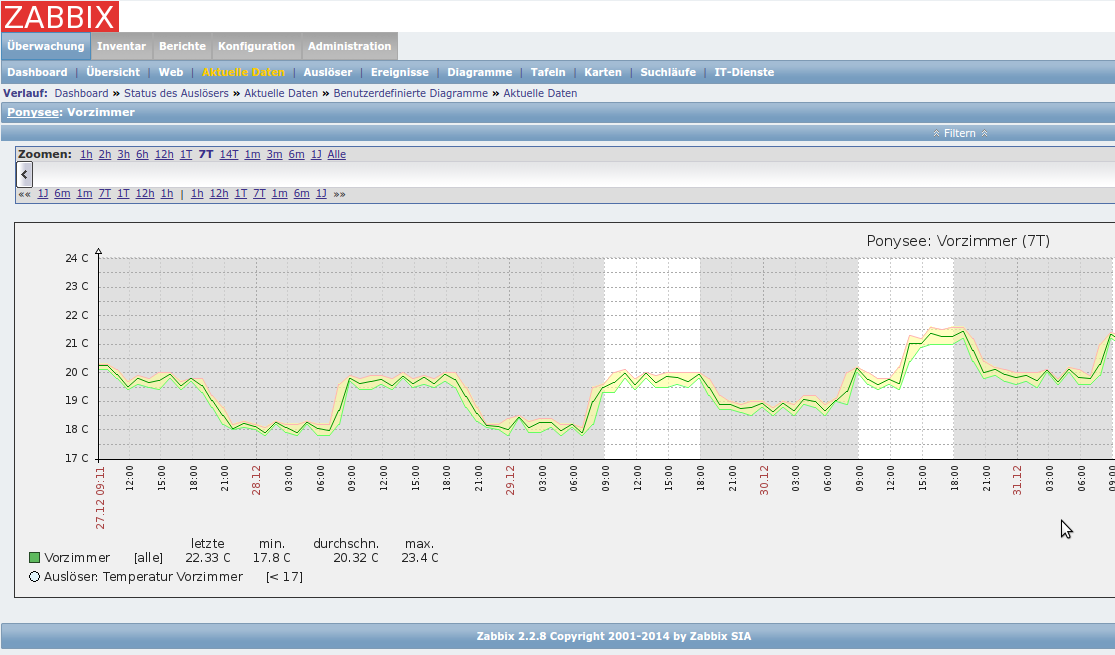 ZABBIX
Überwachung Inventar Berichte Konfiguration Administration
Dashboard | Übersicht | Web | Aktuelle Daten | Auslöser | Ereignisse | Diagramme | Tafeln | Karten | Suchläufe | IT-Dienste
Verlauf: Dashboard » Status des Auslösers » Aktuelle Daten » Benutzerdefinierte Diagramme » Aktuelle Daten
Ponysee: Vorzimmer
Filtern
Zoomen: 1h 2h 3h 6h 12h 1T 7T 14T 1m 3m 6m 1J Alle
«« 1J 6m 1m 7T 1T 12h 1h | 1h 12h 1T 7T 1m 6m 1J »»
Ponysee: Vorzimmer (7T)
24 C
23 C
22 C
21 C
20 C
19 C
18 C
17 C
27.12 09:11 12:00 15:00 18:00 21:00 28.12 03:00 06:00 09:00 12:00 15:00 18:00 21:00 29.12 03:00 06:00 09:00 12:00 15:00 18:00 21:00 30.12 03:00 06:00 09:00 12:00 15:00 18:00 21:00 31.12 03:00 06:00 09:00
letzte min. durchschn. max.
Vorzimmer [alle] 22.33 C 17.8 C 20.32 C 23.4 C
Auslöser: Temperatur Vorzimmer [< 17]
Zabbix 2.2.8 Copyright 2001-2014 by Zabbix SIA